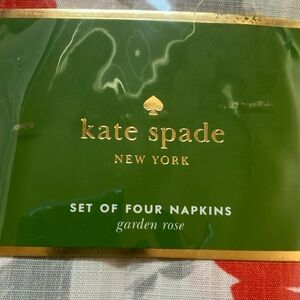 kate spade
NEW YORK
SET OF FOUR NAPKINS
garden rose